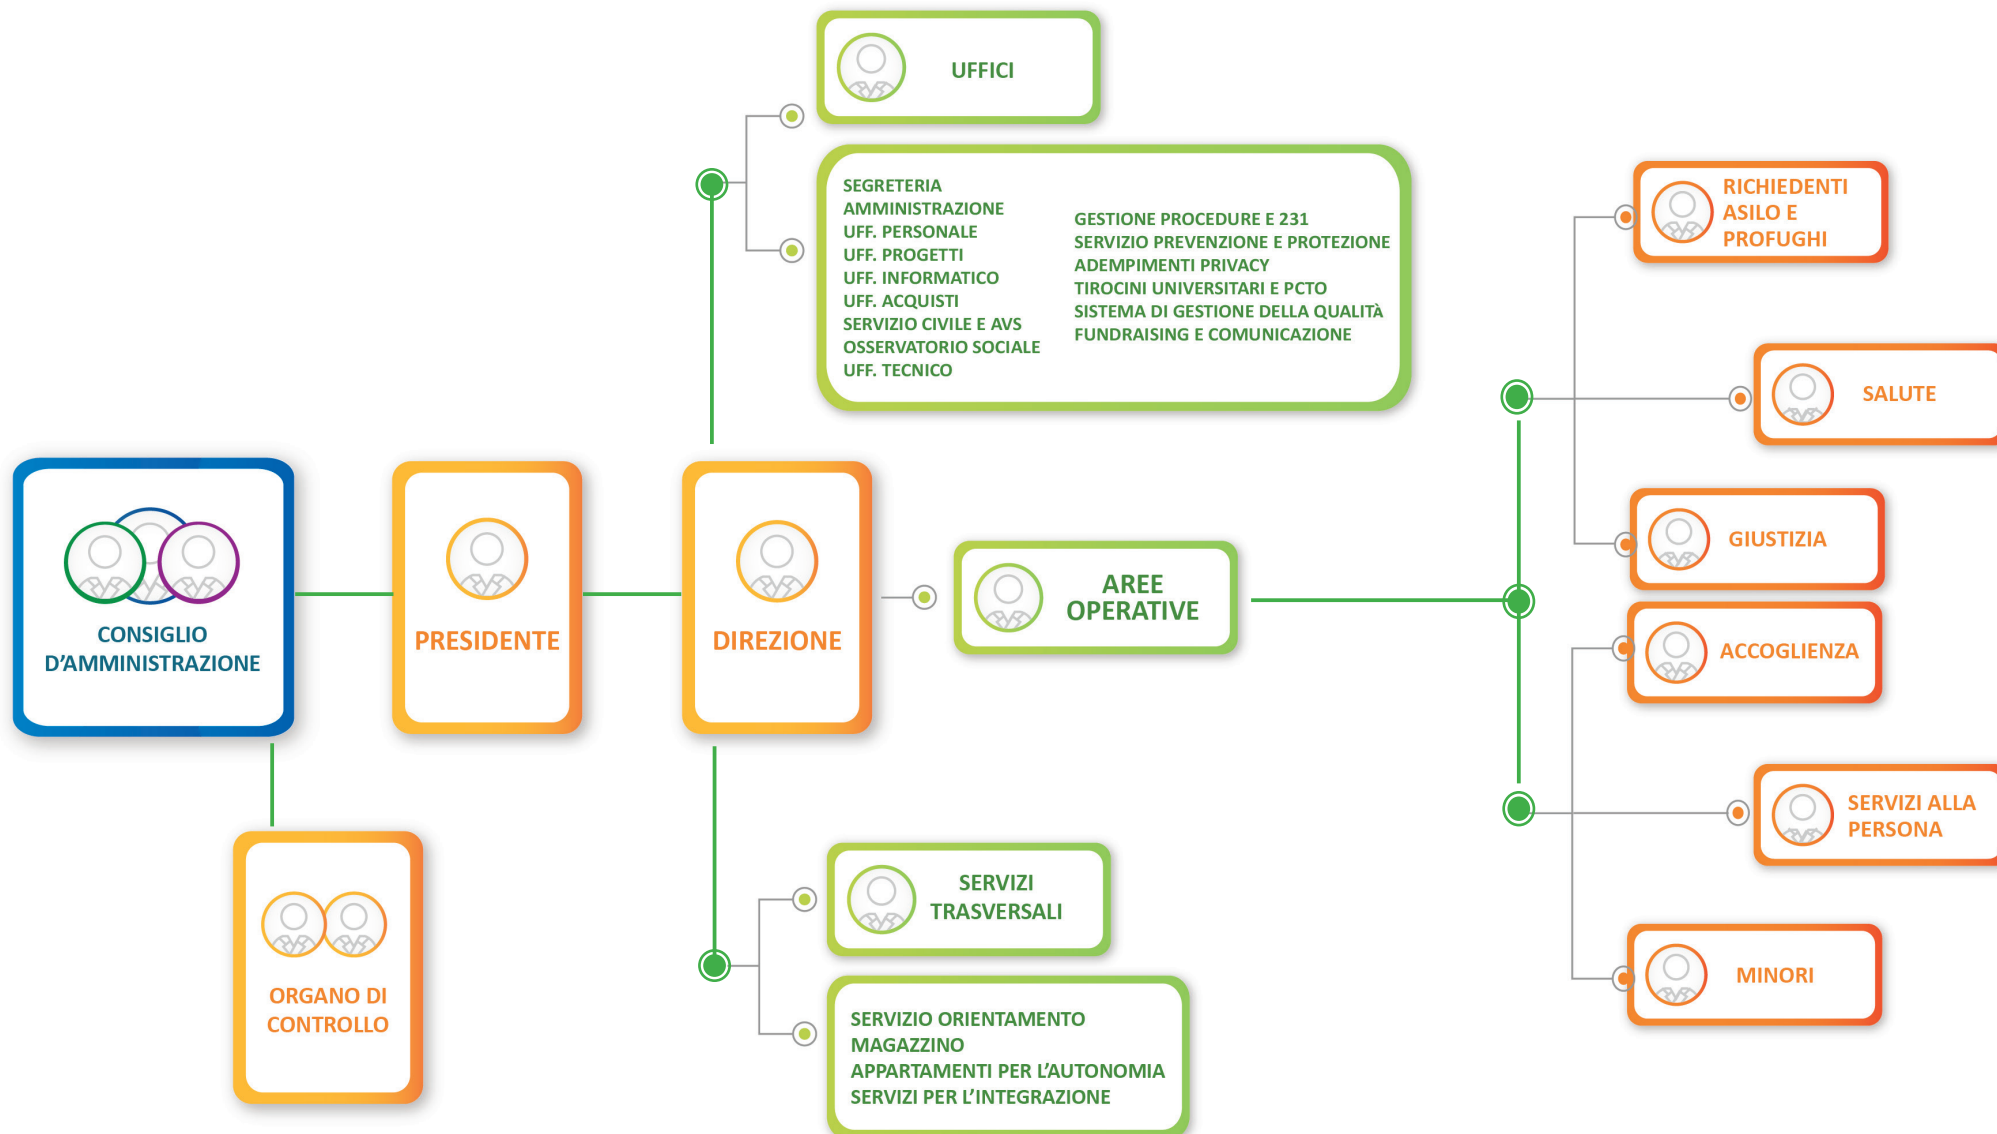 UFFICI
SEGRETERIA
AMMINISTRAZIONE
UFF. PERSONALE
UFF. PROGETTI
UFF. INFORMATICO
UFF. ACQUISTI
SERVIZIO CIVILE E AVS
OSSERVATORIO SOCIALE
UFF. TECNICO
GESTIONE PROCEDURE E 231
SERVIZIO PREVENZIONE E PROTEZIONE
ADEMPIMENTI PRIVACY
TIROCINI UNIVERSITARI E PCTO
SISTEMA DI GESTIONE DELLA QUALITÀ
FUNDRAISING E COMUNICAZIONE
CONSIGLIO
D'AMMINISTRAZIONE
PRESIDENTE
DIREZIONE
AREE
OPERATIVE
ORGANO DI
CONTROLLO
SERVIZI
TRASVERSALI
SERVIZIO ORIENTAMENTO
MAGAZZINO
APPARTAMENTI PER L'AUTONOMIA
SERVIZI PER L'INTEGRAZIONE
RICHIEDENTI
ASILO E
PROFUGHI
SALUTE
GIUSTIZIA
ACCOGLIENZA
SERVIZI ALLA
PERSONA
MINORI